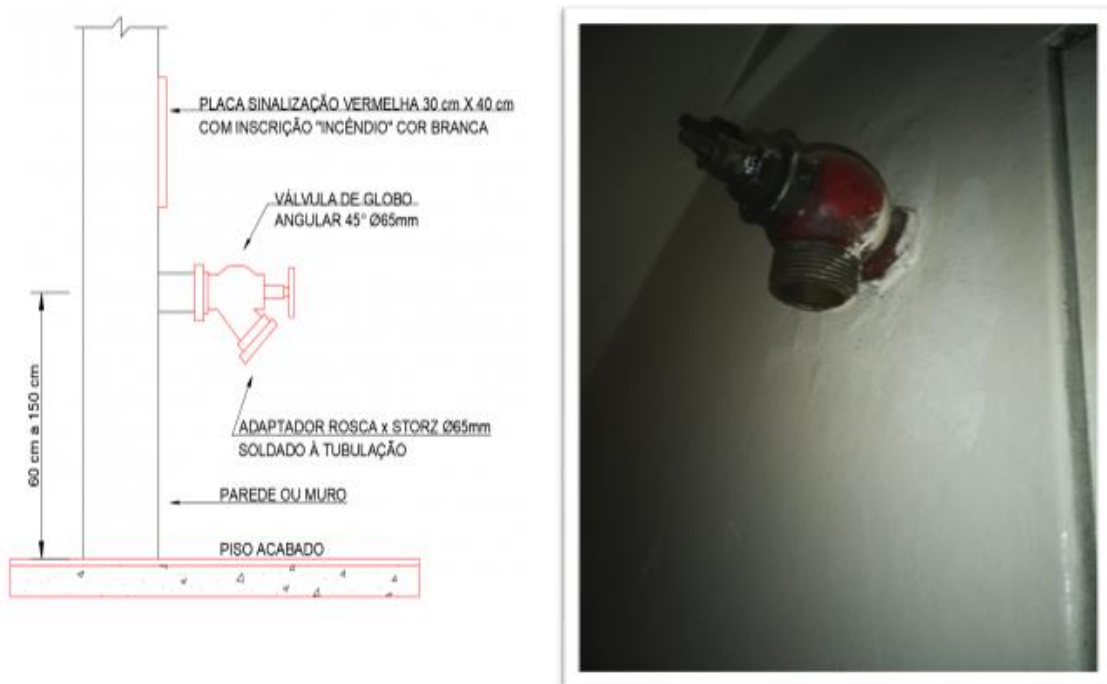 PLACA SINALIZAÇÃO VERMELHA 30 cm X 40 cm
COM INSCRIÇÃO "INCÊNDIO" COR BRANCA
VÁLVULA DE GLOBO
ANGULAR 45° Ø65mm
60 cm a 150 cm
ADAPTADOR ROSCA x STORZ Ø65mm
SOLDADO À TUBULAÇÃO
PAREDE OU MURO
PISO ACABADO